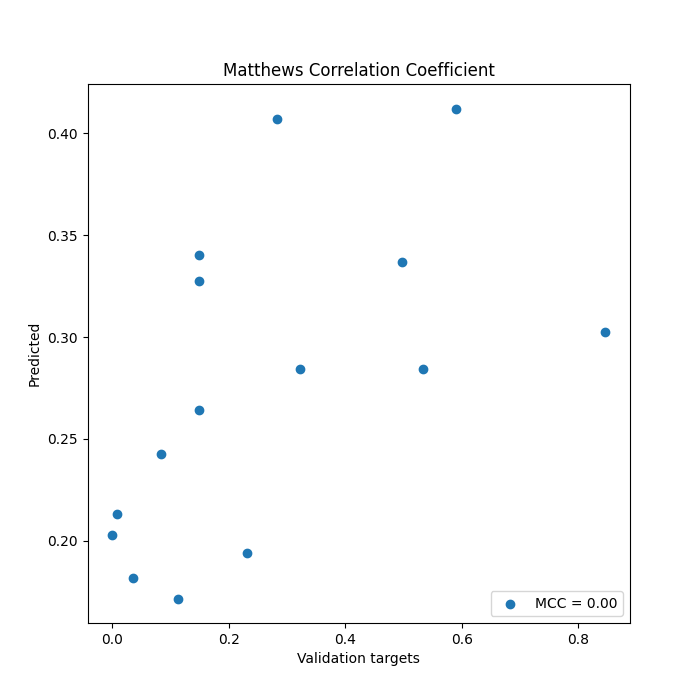 Matthews Correlation Coefficient
0.40
0.35
0.30
0.25
0.20
Predicted
MCC = 0.00
0.0 0.2 0.4 0.6 0.8
Validation targets